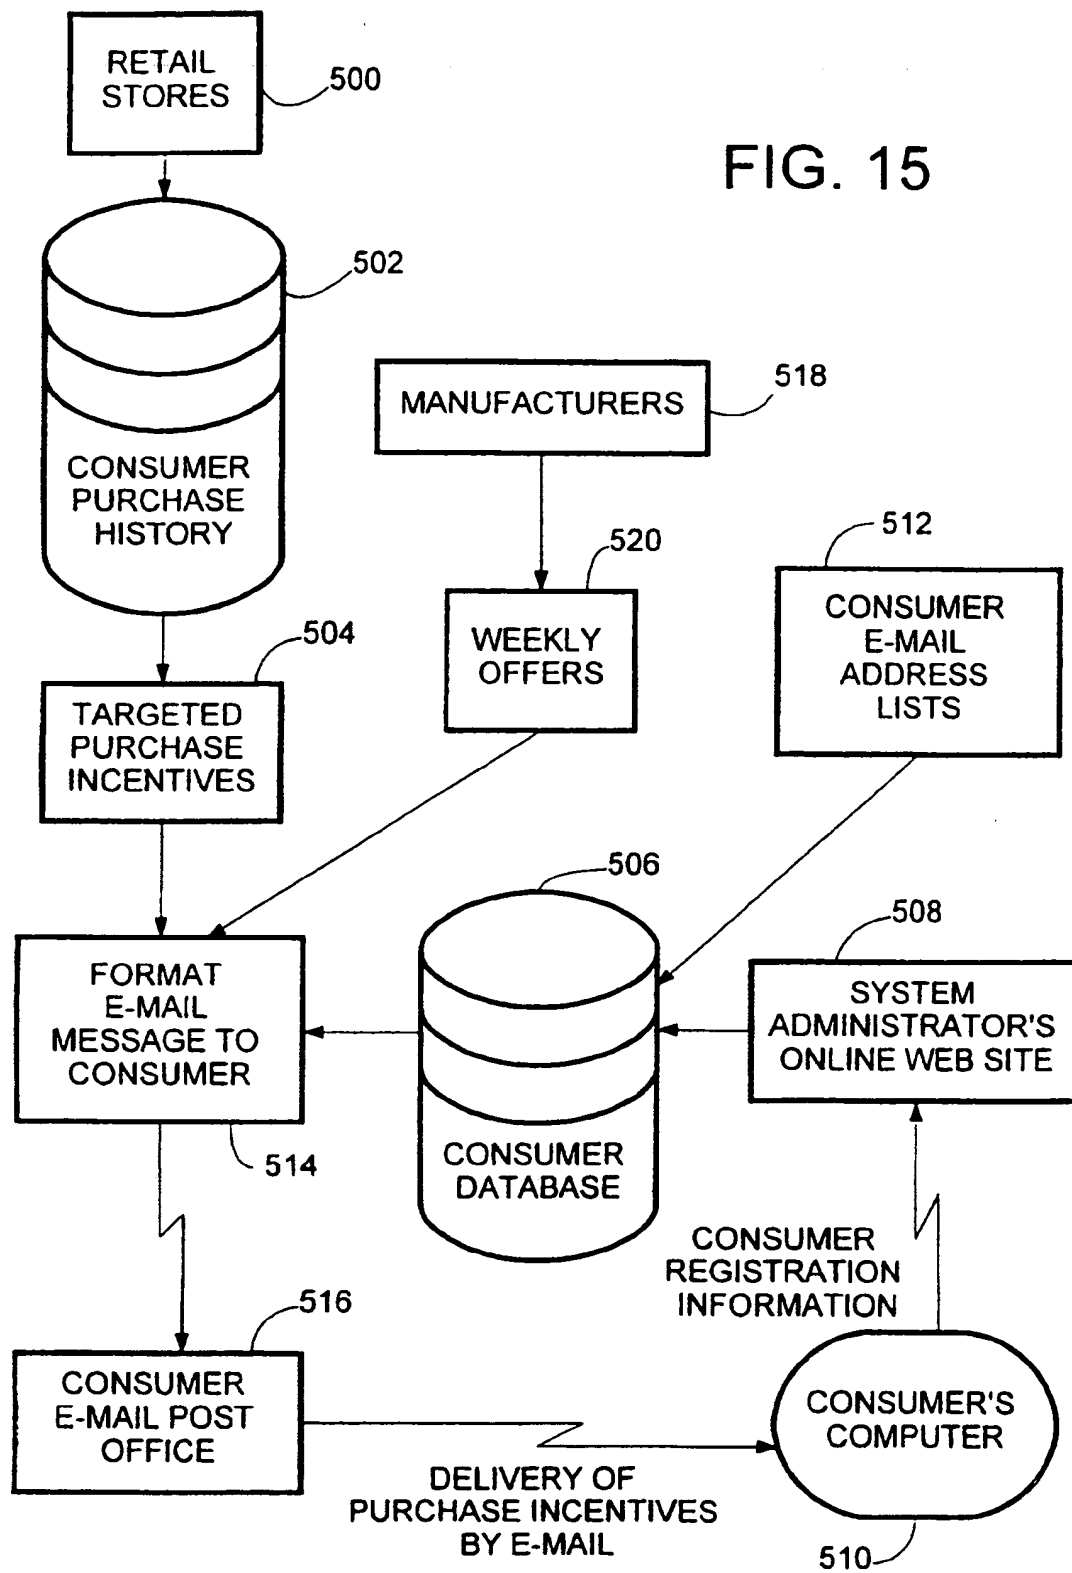 RETAIL
STORES
500
FIG. 15
502
CONSUMER
PURCHASE
HISTORY
MANUFACTURERS
518
504
TARGETED
PURCHASE
INCENTIVES
520
WEEKLY
OFFERS
512
CONSUMER
E-MAIL
ADDRESS
LISTS
506
508
FORMAT
E-MAIL
MESSAGE TO
CONSUMER
514
CONSUMER
DATABASE
SYSTEM
ADMINISTRATOR'S
ONLINE WEB SITE
CONSUMER
REGISTRATION
INFORMATION
516
CONSUMER
E-MAIL POST
OFFICE
DELIVERY OF
PURCHASE INCENTIVES
BY E-MAIL
CONSUMER'S
COMPUTER
510